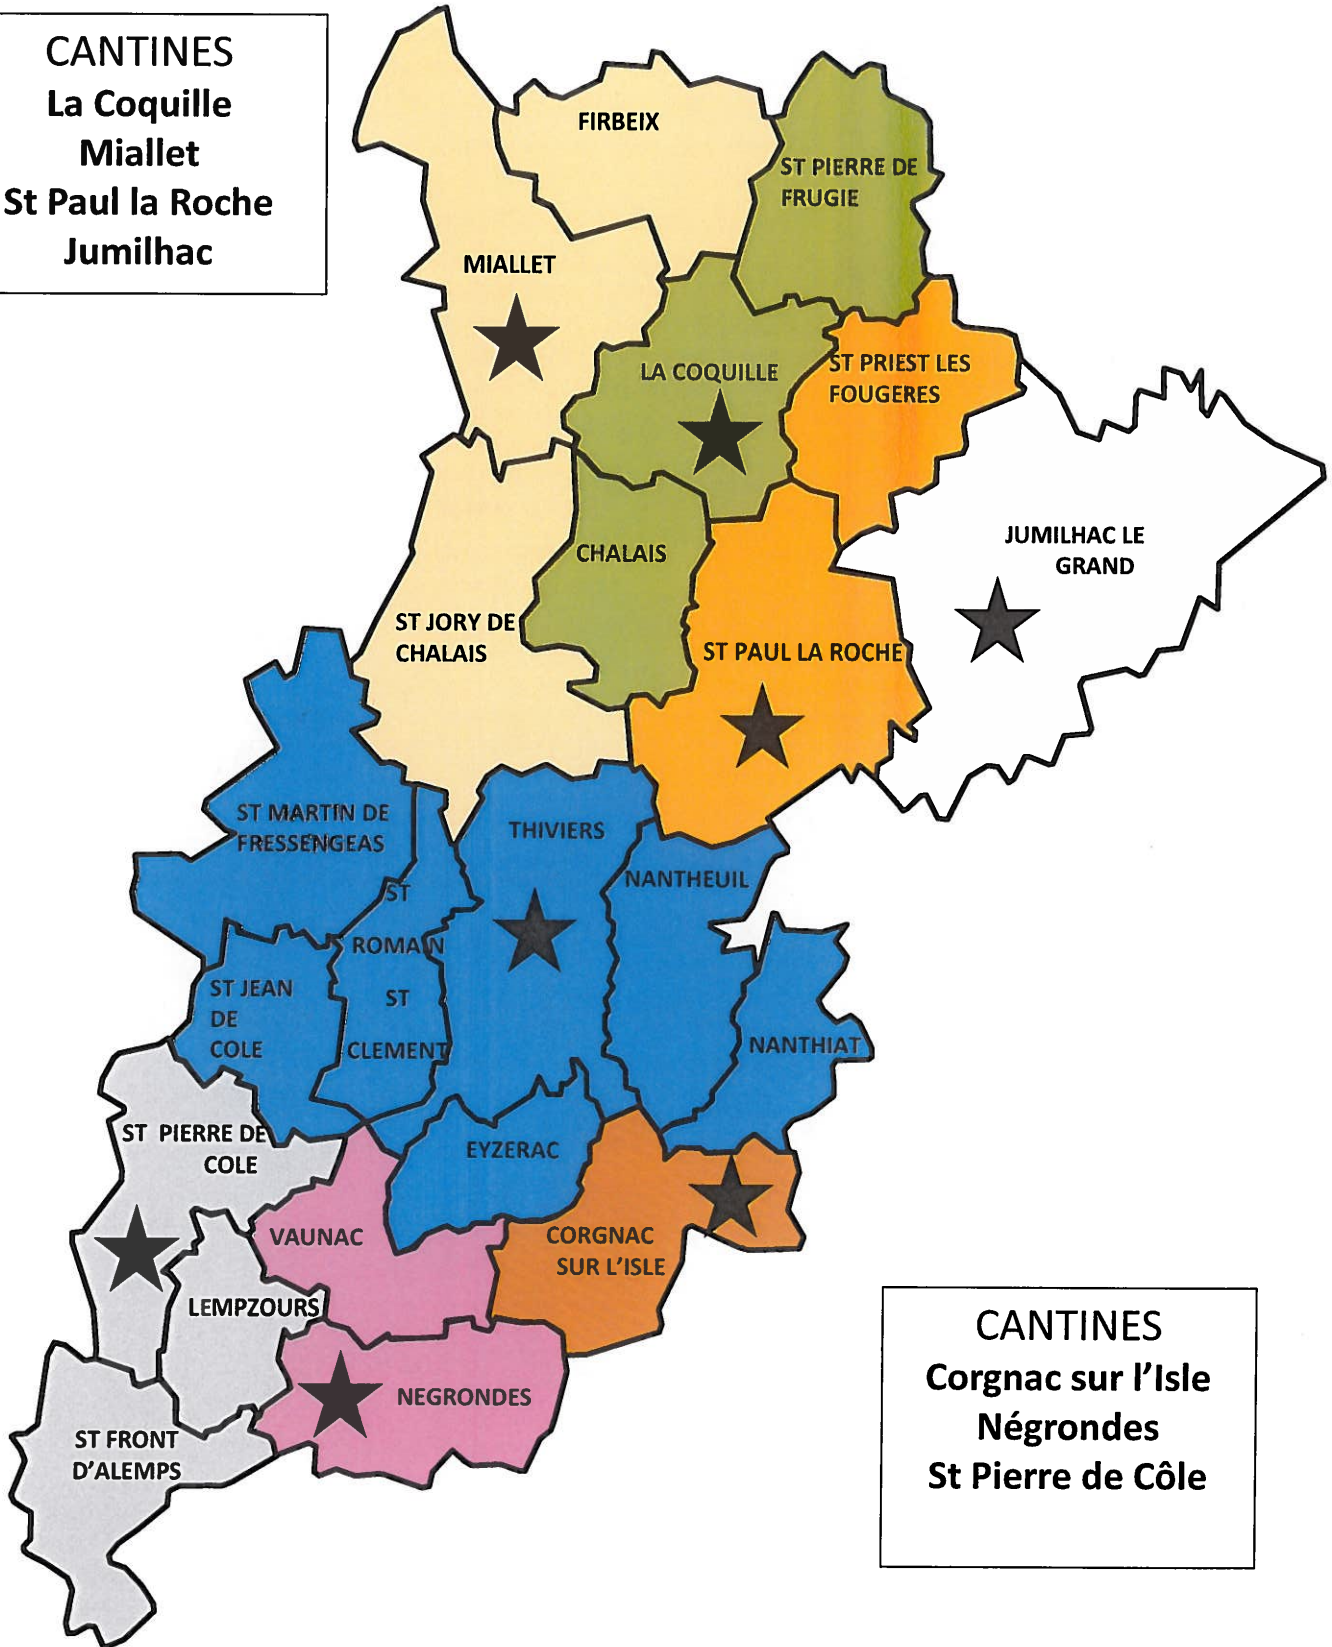 CANTINES
La Coquille
Miallet
St Paul la Roche
Jumilhac
FIRBEIX
ST PIERRE DE
FRUGIE
MIALLET
LA COQUILLE
ST PRIEST LES
FOUGERES
JUMILHAC LE
GRAND
CHALAIS
ST JORY DE
CHALAIS
ST PAUL LA ROCHE
ST MARTIN DE
FRESSENGEAS
THIVIERS
NANTHEUIL
ST
ROMAIN
ST
CLEMENT
ST JEAN
DE
COLE
NANTHIAT
ST PIERRE DE
COLE
EYZERAC
VAUNAC
CORGNAC
SUR L'ISLE
LEMPZOURS
NEGRONDES
ST FRONT
D'ALEMPS
CANTINES
Corgnac sur l'Isle
Négrondes
St Pierre de Côle